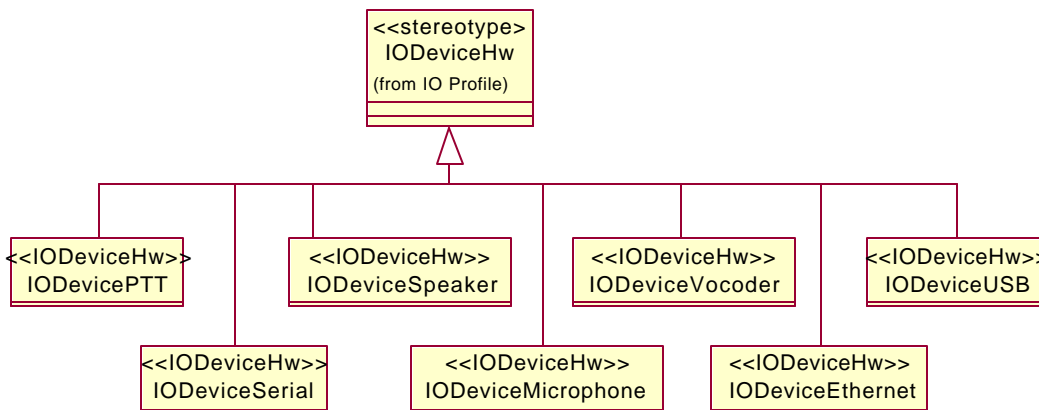 <<stereotype>
IODeviceHw
(from IO Profile)
<<IODeviceHw>>
IODevicePTT
<<IODeviceHw>>
IODeviceSpeaker
<<IODeviceHw>>
IODeviceVocoder
<<IODeviceHw>>
IODeviceUSB
<<IODeviceHw>>
IODeviceSerial
<<IODeviceHw>>
IODeviceMicrophone
<<IODeviceHw>>
IODeviceEthernet